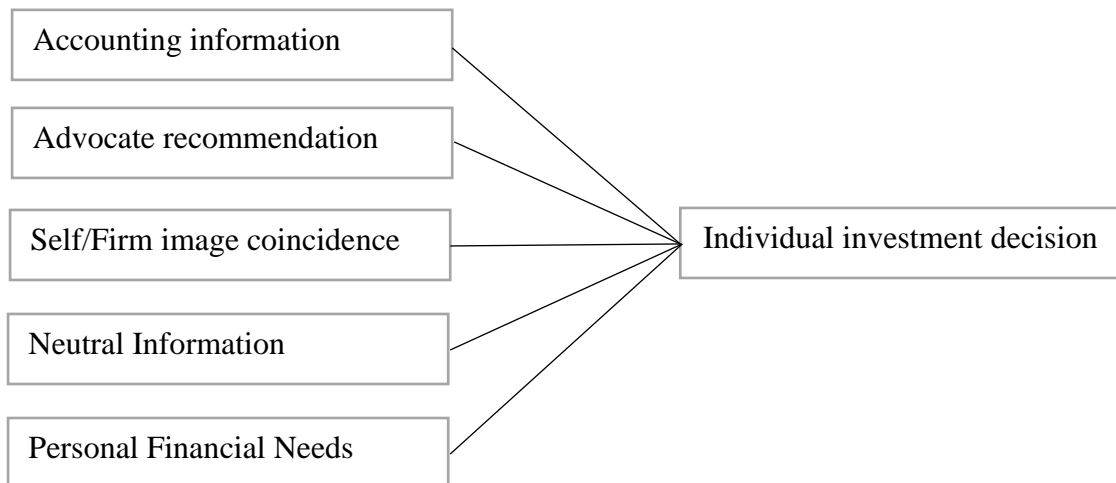 Accounting information
Advocate recommendation
Self/Firm image coincidence
Individual investment decision
Neutral Information
Personal Financial Needs